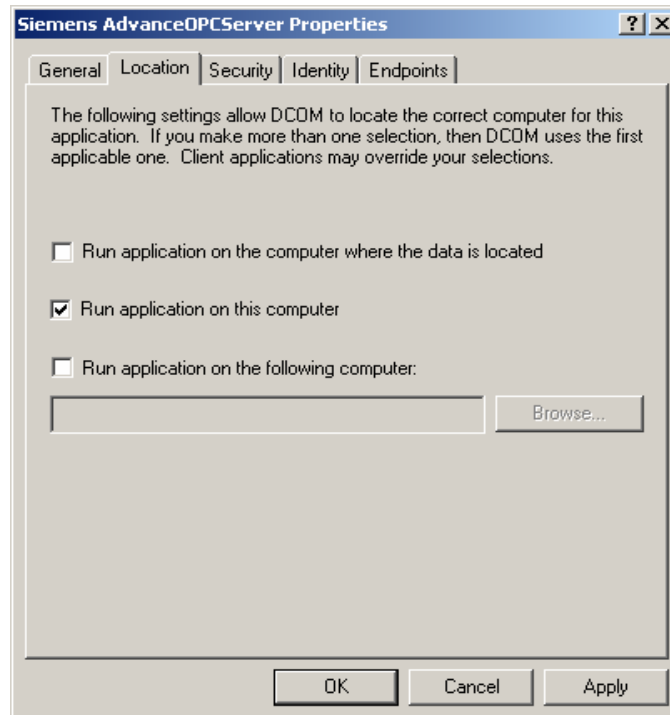 Siemens AdvanceOPCServer Properties
General Location Security Identity Endpoints
The following settings allow DCOM to locate the correct computer for this
application. If you make more than one selection, then DCOM uses the first
applicable one. Client applications may override your selections.
Run application on the computer where the data is located
Run application on this computer
Run application on the following computer:
Browse...
OK Cancel Apply